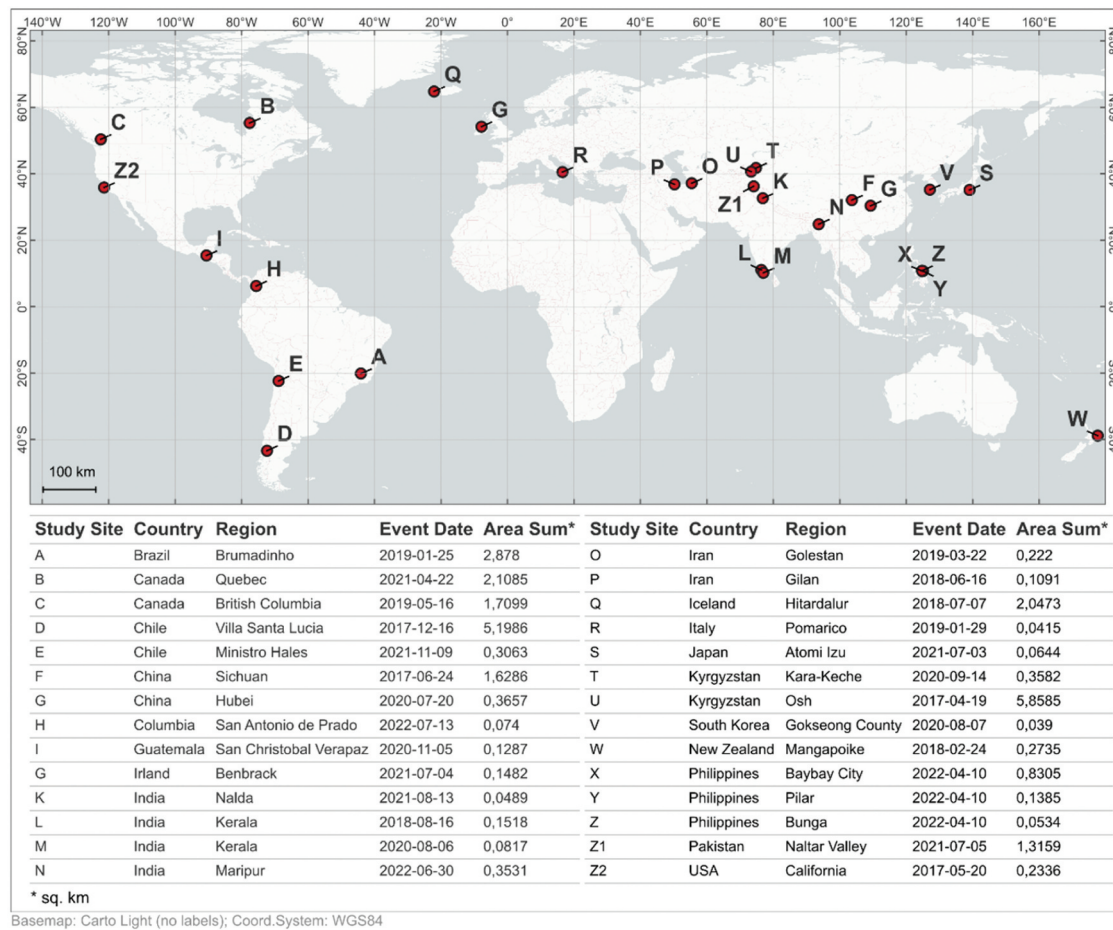 140°W 120°W 100°W 80°W 60°W 40°W 20°W 0° 20°E 40°E 60°E 80°E 100°E 120°E 140°E 160°E
80°N 80°N
Q
60°N B G 60°N
C
40°N Z2 R P O U T V S 40°N
Z1 K F G
N
20°N I L M X Z 20°N
H Y
0° 0°
E A
20°S 20°S
D W
40°S 40°S
100 km
Study Site Country Region Event Date Area Sum* Study Site Country Region Event Date Area Sum*
A Brazil Brumadinho 2019-01-25 2,878 O Iran Golestan 2019-03-22 0,222
B Canada Quebec 2021-04-22 2,1085 P Iran Gilan 2018-06-16 0,1091
C Canada British Columbia 2019-05-16 1,7099 Q Iceland Hitardalur 2018-07-07 2,0473
D Chile Villa Santa Lucia 2017-12-16 5,1986 R Italy Pomarico 2019-01-29 0,0415
E Chile Ministro Hales 2021-11-09 0,3063 S Japan Atomi Izu 2021-07-03 0,0644
F China Sichuan 2017-06-24 1,6286 T Kyrgyzstan Kara-Keche 2020-09-14 0,3582
G China Hubei 2020-07-20 0,3657 U Kyrgyzstan Osh 2017-04-19 5,8585
H Columbia San Antonio de Prado 2022-07-13 0,074 V South Korea Gokseong County 2020-08-07 0,039
I Guatemala San Christobal Verapaz 2020-11-05 0,1287 W New Zealand Mangapoike 2018-02-24 0,2735
G Irland Benbrack 2021-07-04 0,1482 X Philippines Baybay City 2022-04-10 0,8305
K India Nalda 2021-08-13 0,0489 Y Philippines Pilar 2022-04-10 0,1385
L India Kerala 2018-08-16 0,1518 Z Philippines Bunga 2022-04-10 0,0534
M India Kerala 2020-08-06 0,0817 Z1 Pakistan Naltar Valley 2021-07-05 1,3159
N India Maripur 2022-06-30 0,3531 Z2 USA California 2017-05-20 0,2336
* sq. km
Basemap: Carto Light (no labels); Coord.System: WGS84